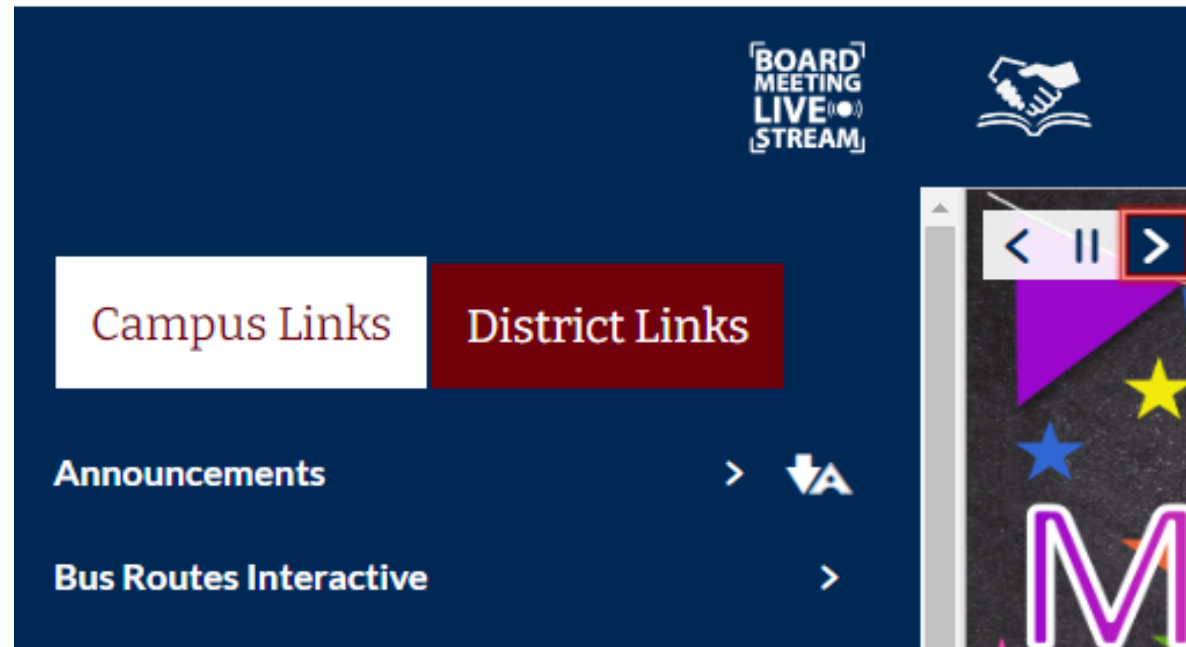 BOARD
MEETING
LIVE
STREAM
Campus Links
District Links
Announcements
Bus Routes Interactive
M